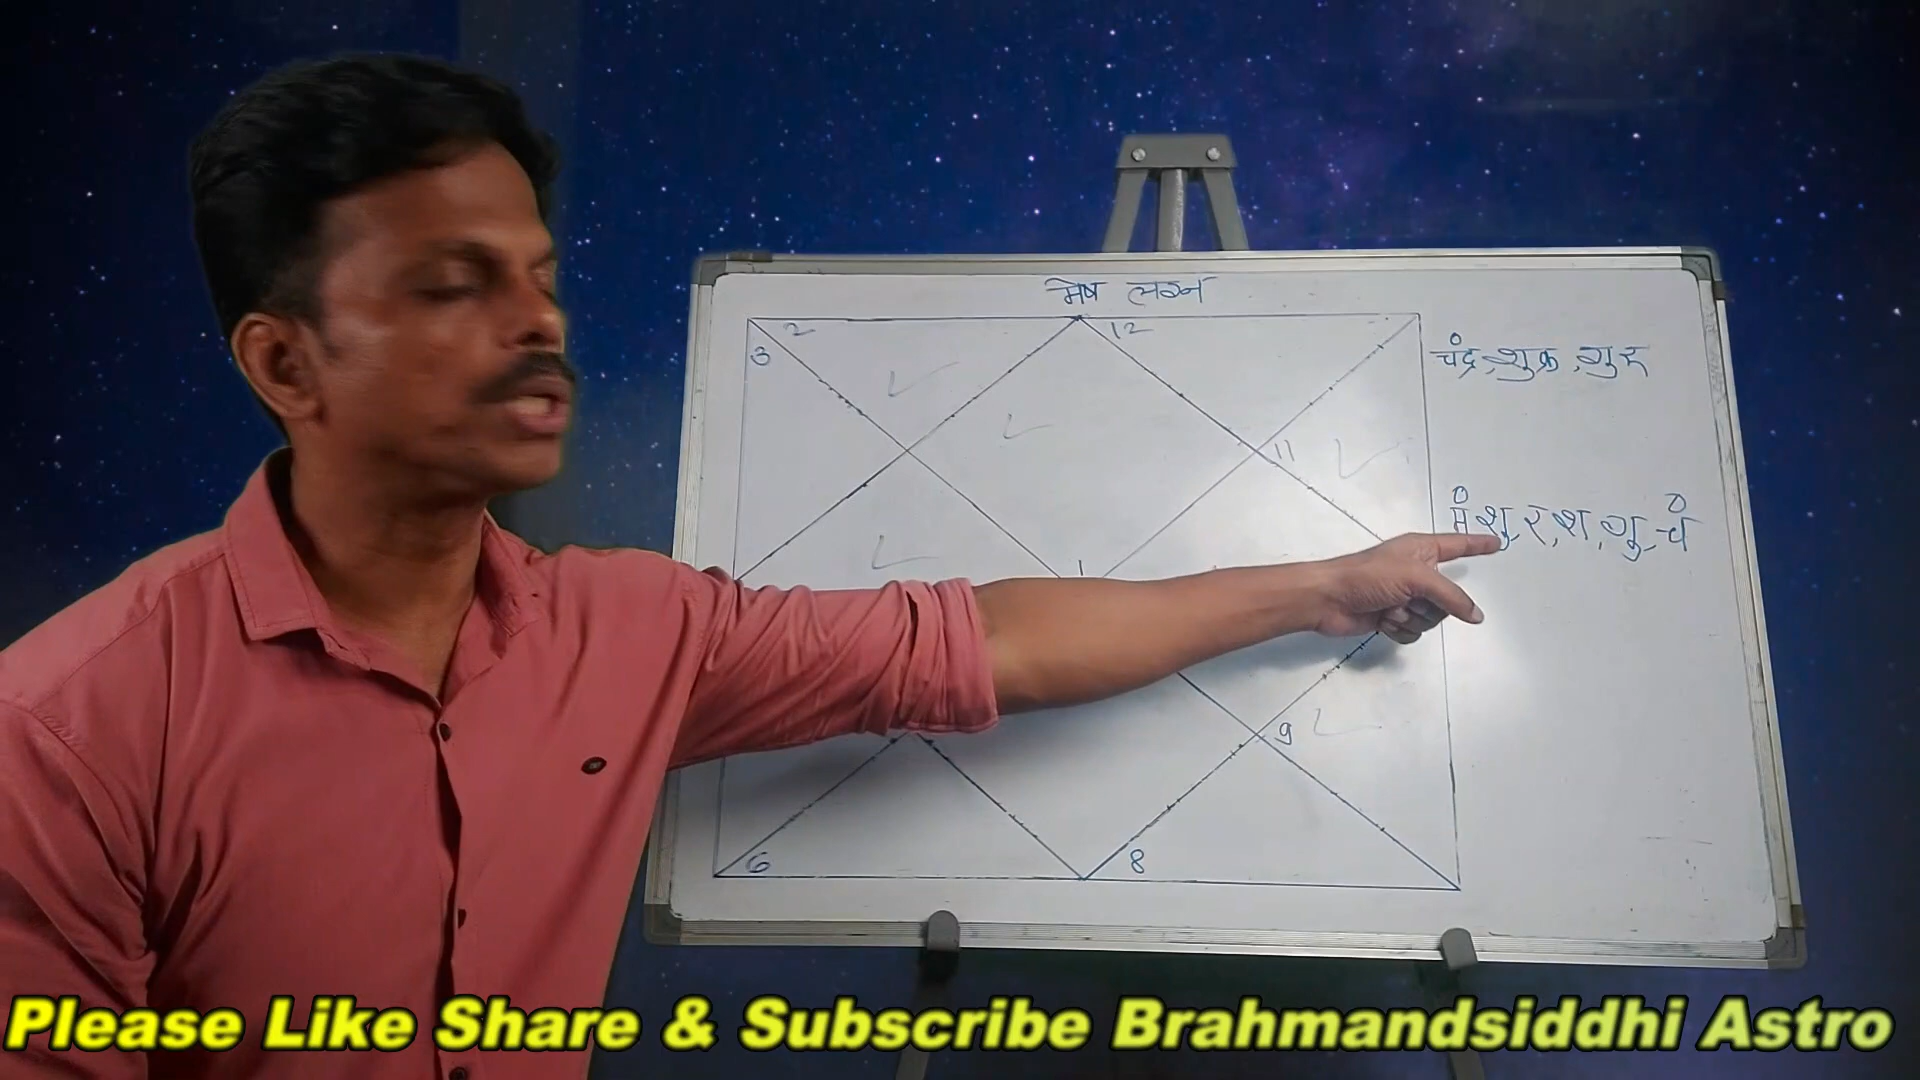 मेष लग्न
2
12
3
चंद्र, शुक्र, गुरु
11
मं शु, र, श, गु, चं
1
9
6
8
Please Like Share & Subscribe Brahmandsiddhi Astro